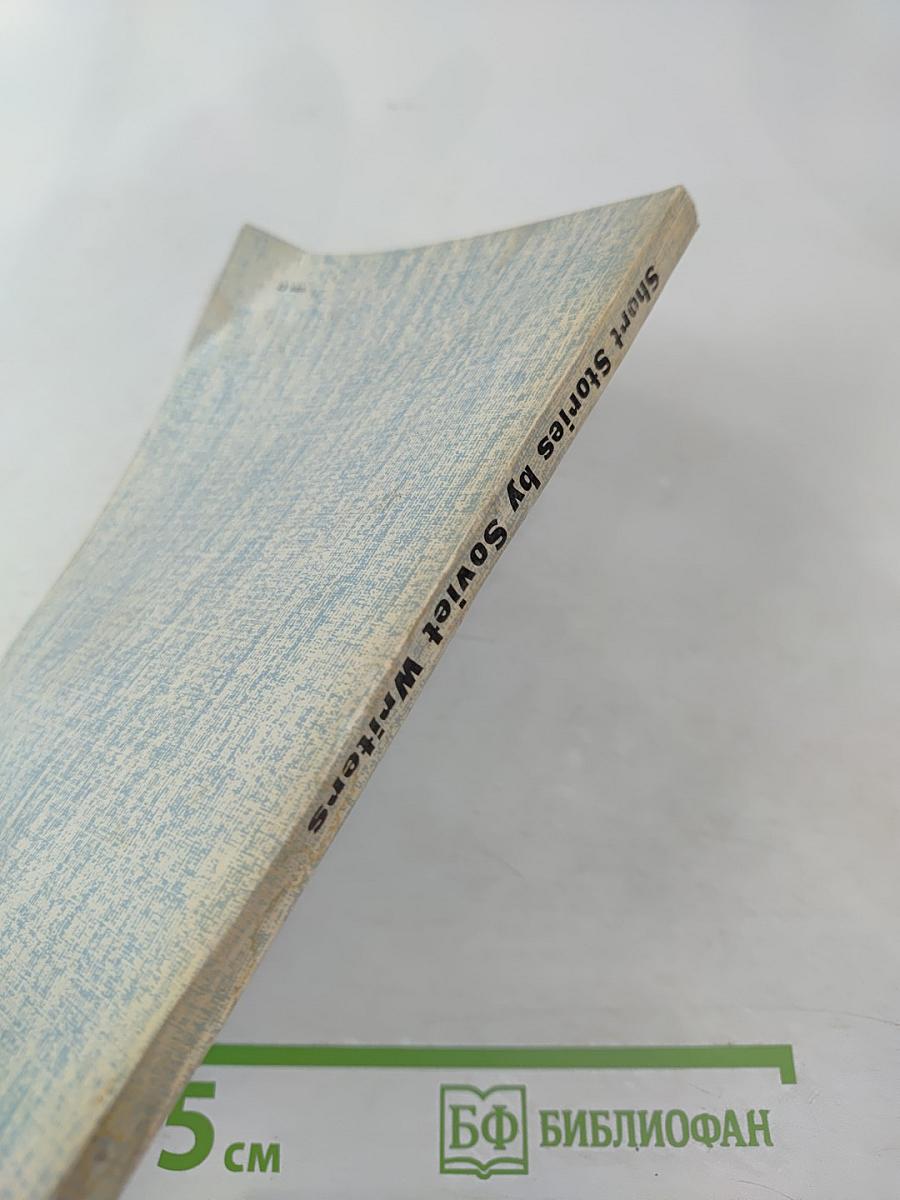 Short Stories by Soviet Writers
5 см
БФ БИБЛИОФАН